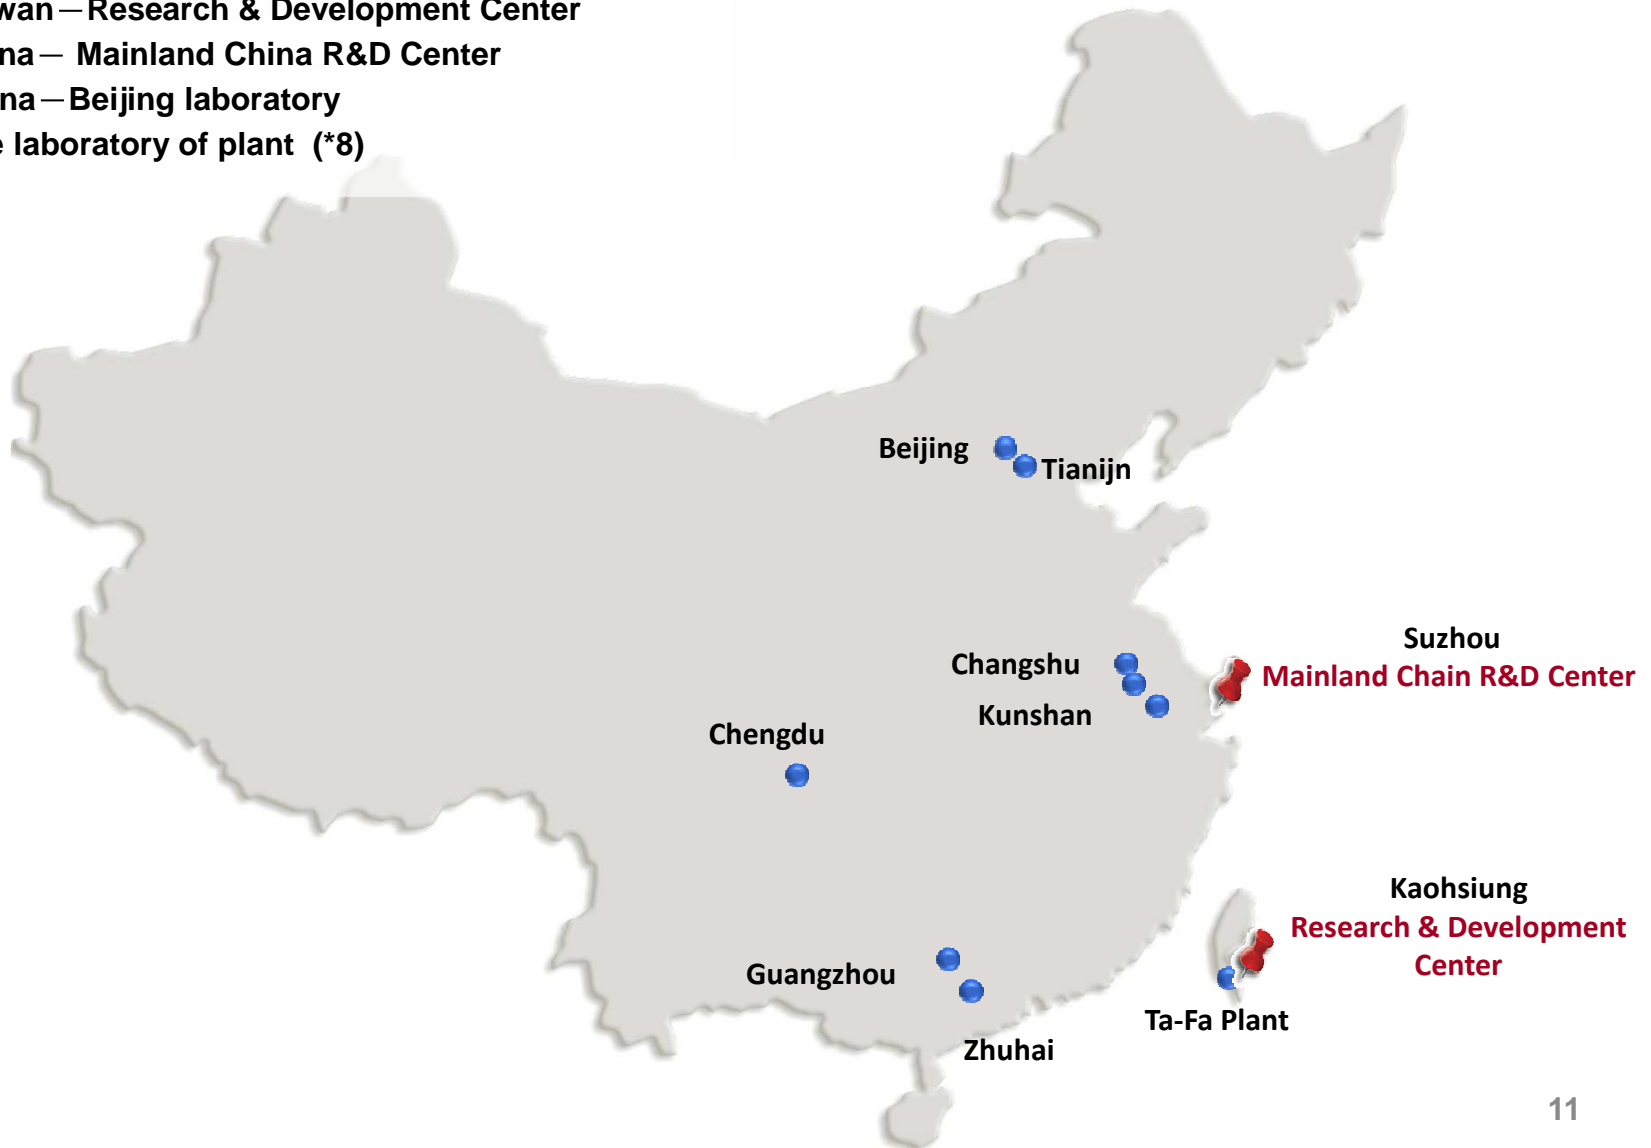 wan—Research & Development Center
na— Mainland China R&D Center
na—Beijing laboratory
e laboratory of plant (*8)
Beijing
Tianijn
Suzhou
Mainland Chain R&D Center
Changshu
Kunshan
Chengdu
Kaohsiung
Research & Development
Center
Guangzhou
Ta-Fa Plant
Zhuhai
11